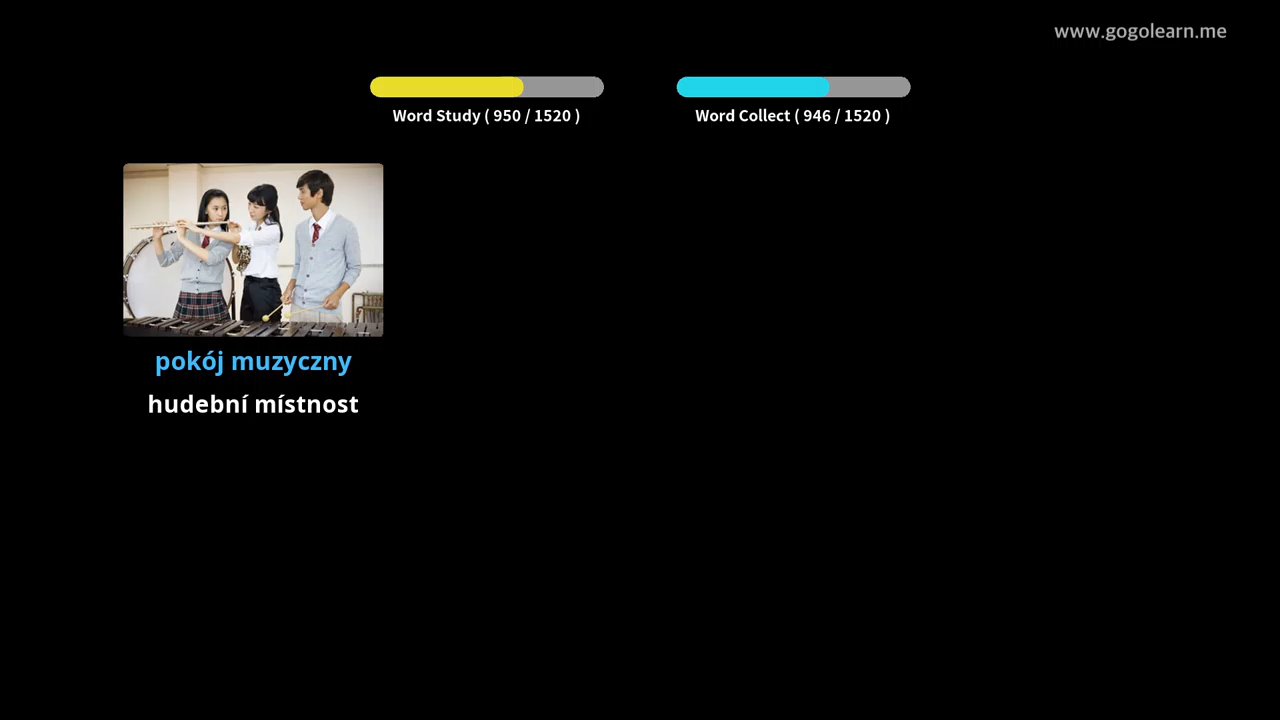 www.gogolearn.me
Word Study ( 950 / 1520 )
Word Collect ( 946 / 1520 )
pokój muzyczny
hudební místnost